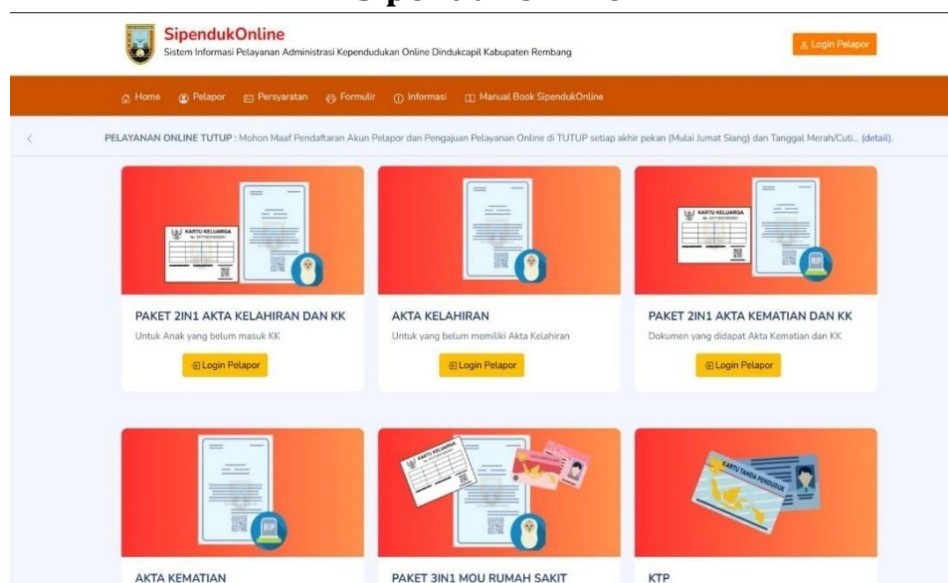 SipendukOnline
Sistem Informasi Pelayanan Administrasi Kependudukan Online Dindukcapil Kabupaten Rembang
Login Pelapor
Home Pelapor Persyaratan Formulir Informasi Manual Book SipendukOnline
PELAYANAN ONLINE TUTUP : Mohon Maaf Pendaftaran Akun Pelapor dan Pengajuan Pelayanan Online di TUTUP setiap akhir pekan (Mulai Jumat Siang) dan Tanggal Merah/Cuti... (detail).
KARTU KELUARGA
KARTU KELUARGA
RIP
PAKET 2IN1 AKTA KELAHIRAN DAN KK
Untuk Anak yang belum masuk KK
Login Pelapor
AKTA KELAHIRAN
Untuk yang belum memiliki Akta Kelahiran
Login Pelapor
PAKET 2IN1 AKTA KEMATIAN DAN KK
Dokumen yang didapat Akta Kematian dan KK
Login Pelapor
RIP
KARTU KELUARGA
KARTU TANDA PENDUDUK
AKTA KEMATIAN
PAKET 3IN1 MOU RUMAH SAKIT
KTP